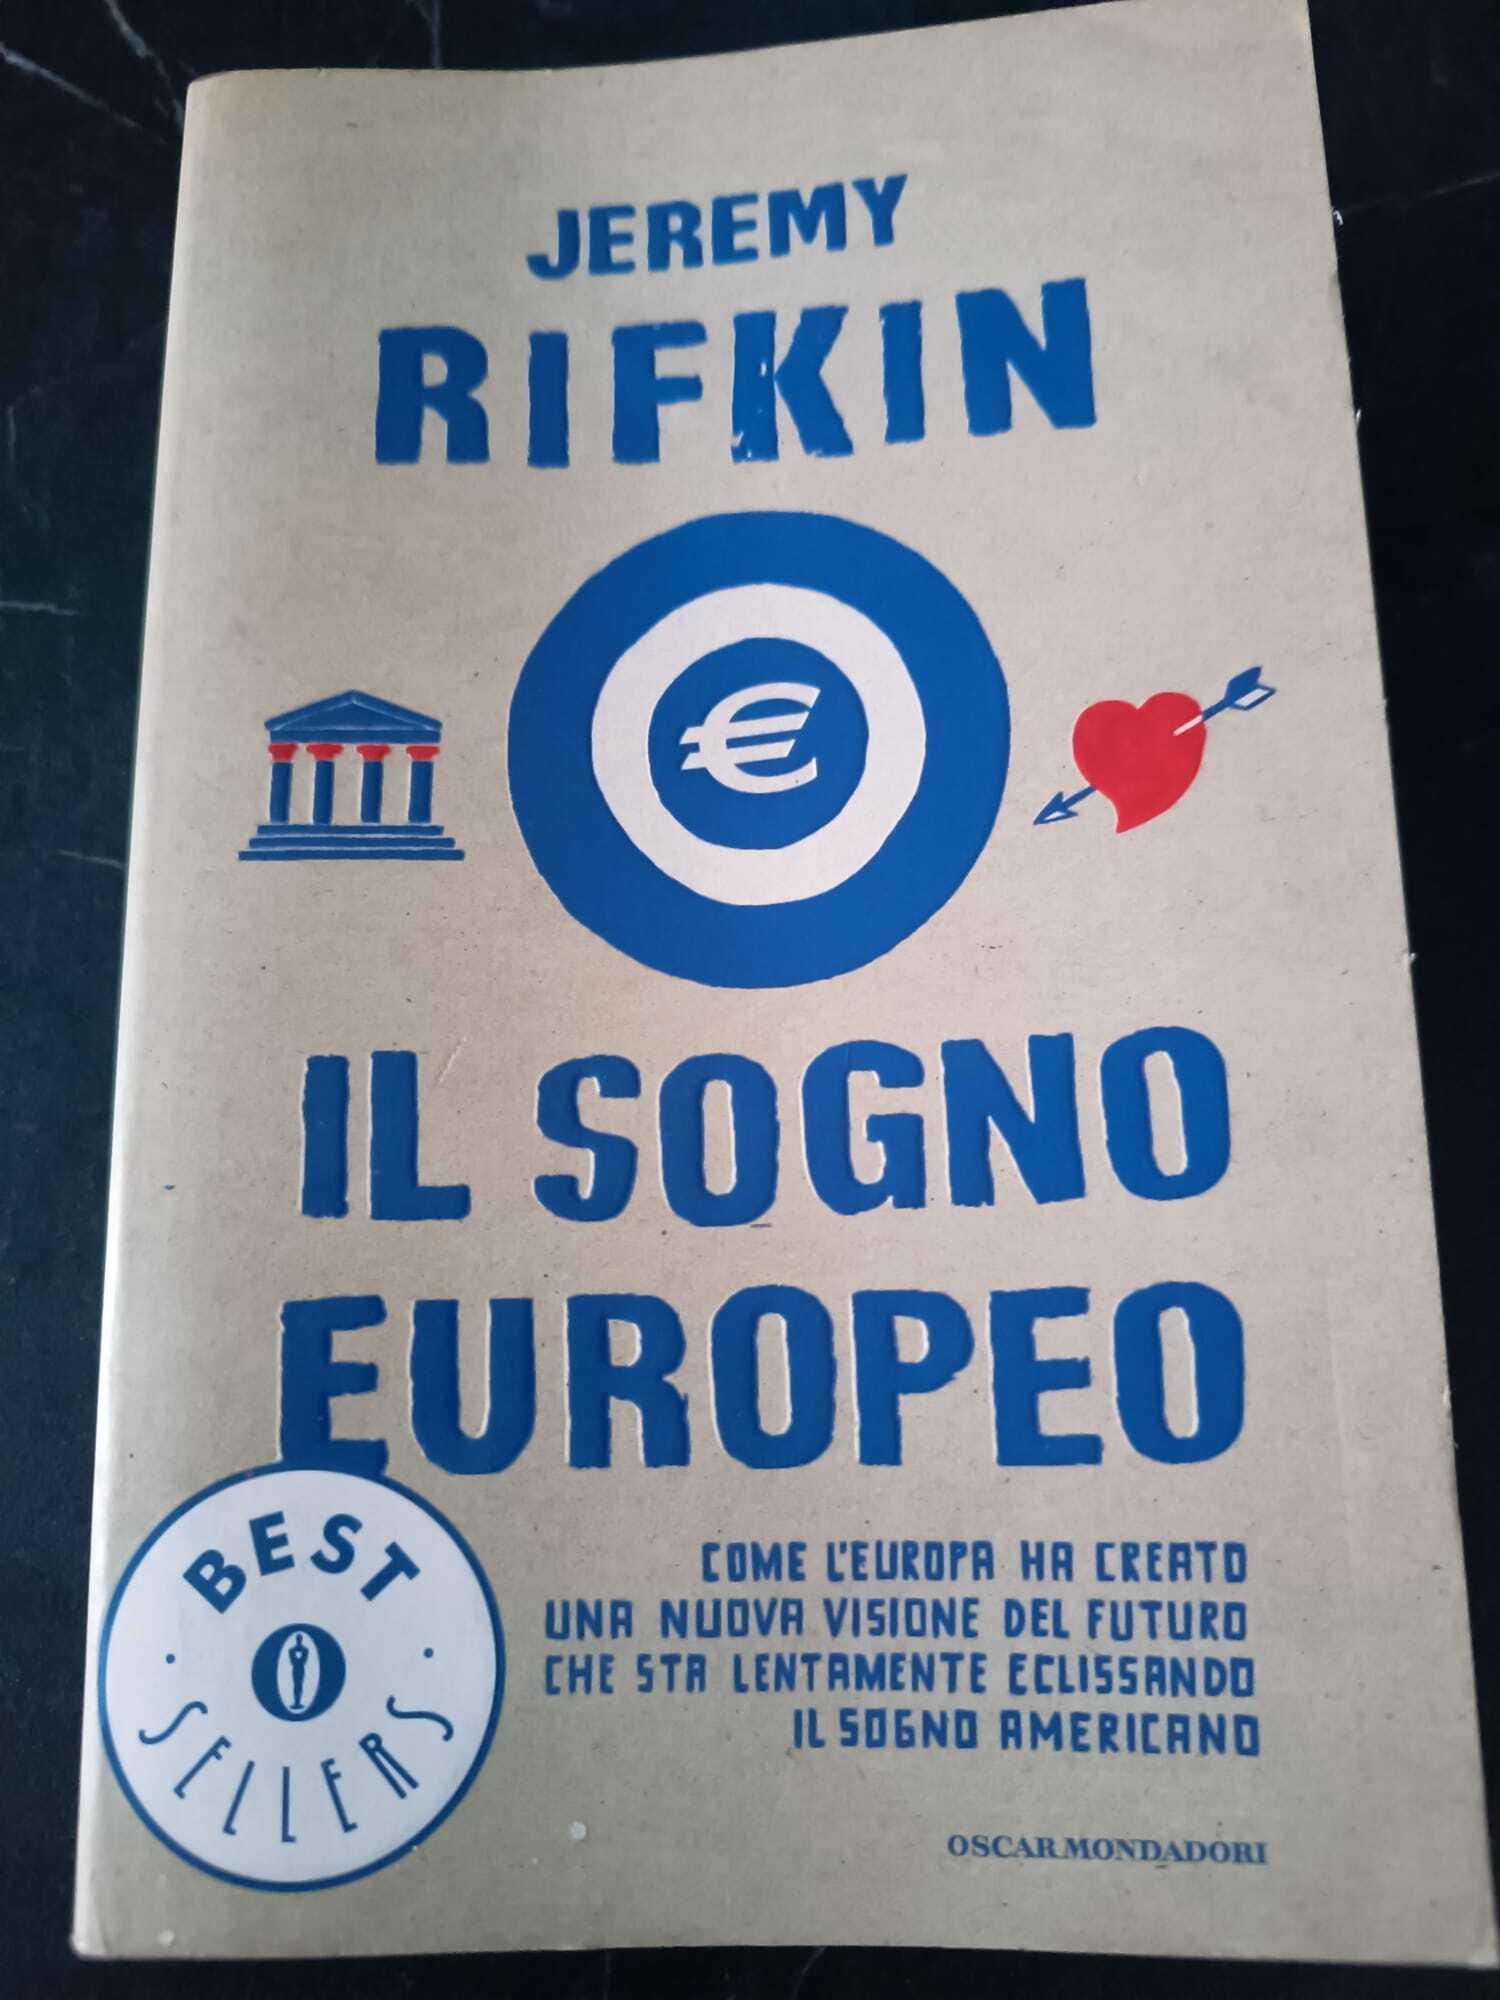 JEREMY
RIFKIN
€
IL SOGNO
EUROPEO
BEST
O
SELLERS
COME L'EUROPA HA CREATO
UNA NUOVA VISIONE DEL FUTURO
CHE STA LENTAMENTE ECLISSANDO
IL SOGNO AMERICANO
OSCAR MONDADORI